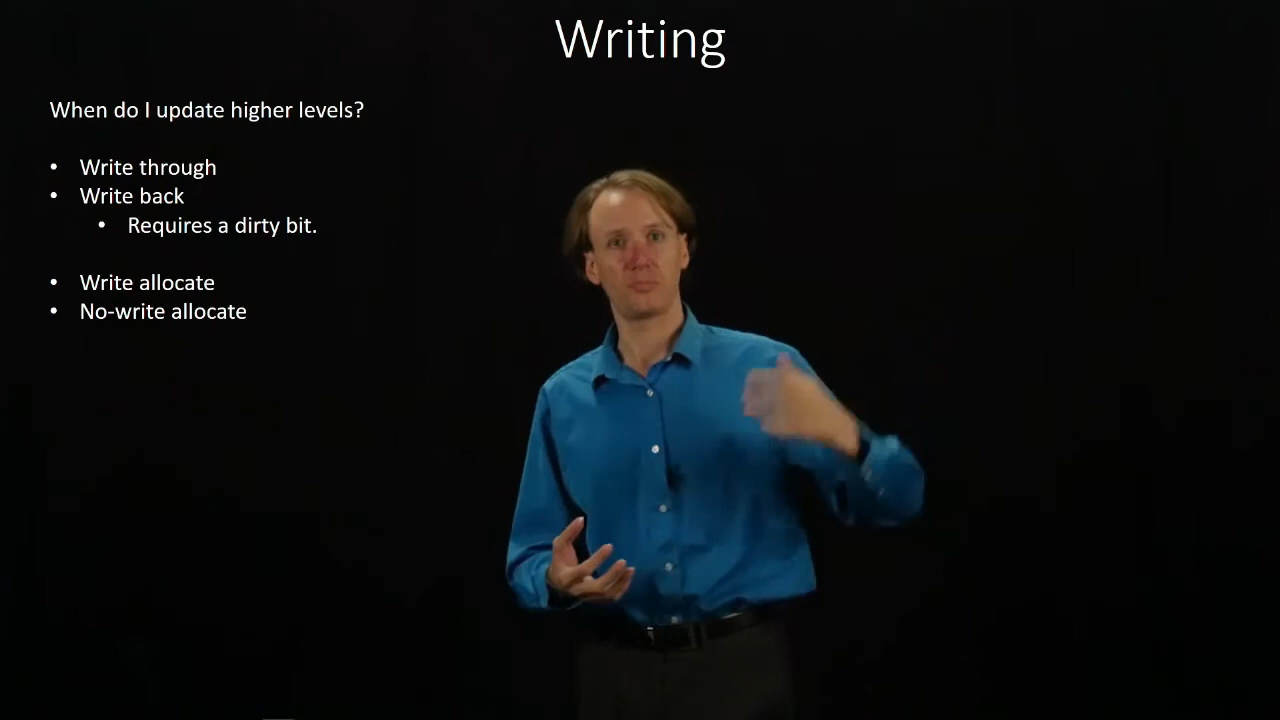 Writing
When do I update higher levels?
• Write through
• Write back
• Requires a dirty bit.
• Write allocate
• No-write allocate